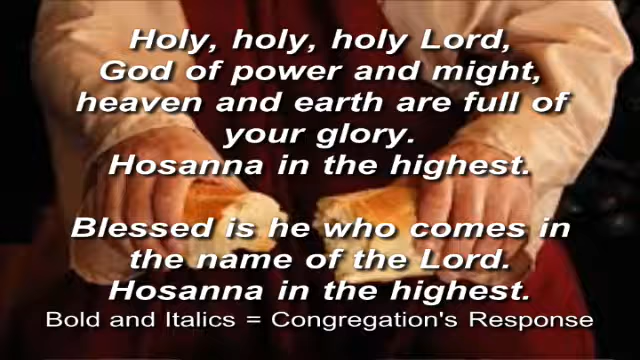 Holy, holy, holy Lord,
God of power and might,
heaven and earth are full of
your glory.
Hosanna in the highest.
Blessed is he who comes in
the name of the Lord.
Hosanna in the highest.
Bold and Italics = Congregation's Response